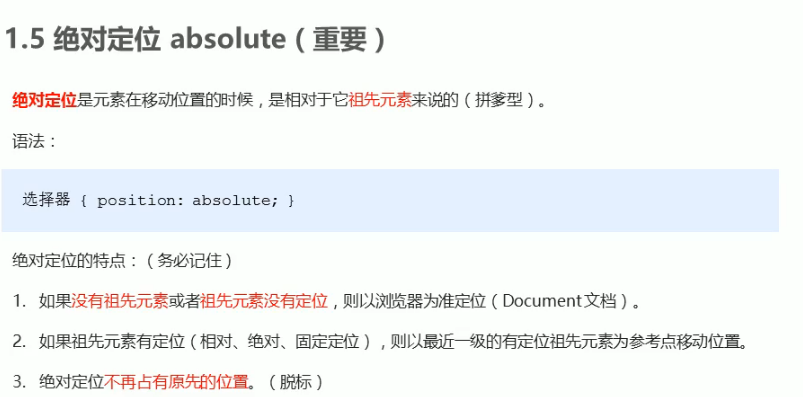 1.5 绝对定位 absolute（重要）
绝对定位是元素在移动位置的时候，是相对于它祖先元素来说的（拼爹型）。
语法：
选择器 { position: absolute; }
绝对定位的特点：（务必记住）
1. 如果没有祖先元素或者祖先元素没有定位，则以浏览器为准定位（Document文档）。
2. 如果祖先元素有定位（相对、绝对、固定定位），则以最近一级的有定位祖先元素为参考点移动位置。
3. 绝对定位不再占有原先的位置。（脱标）